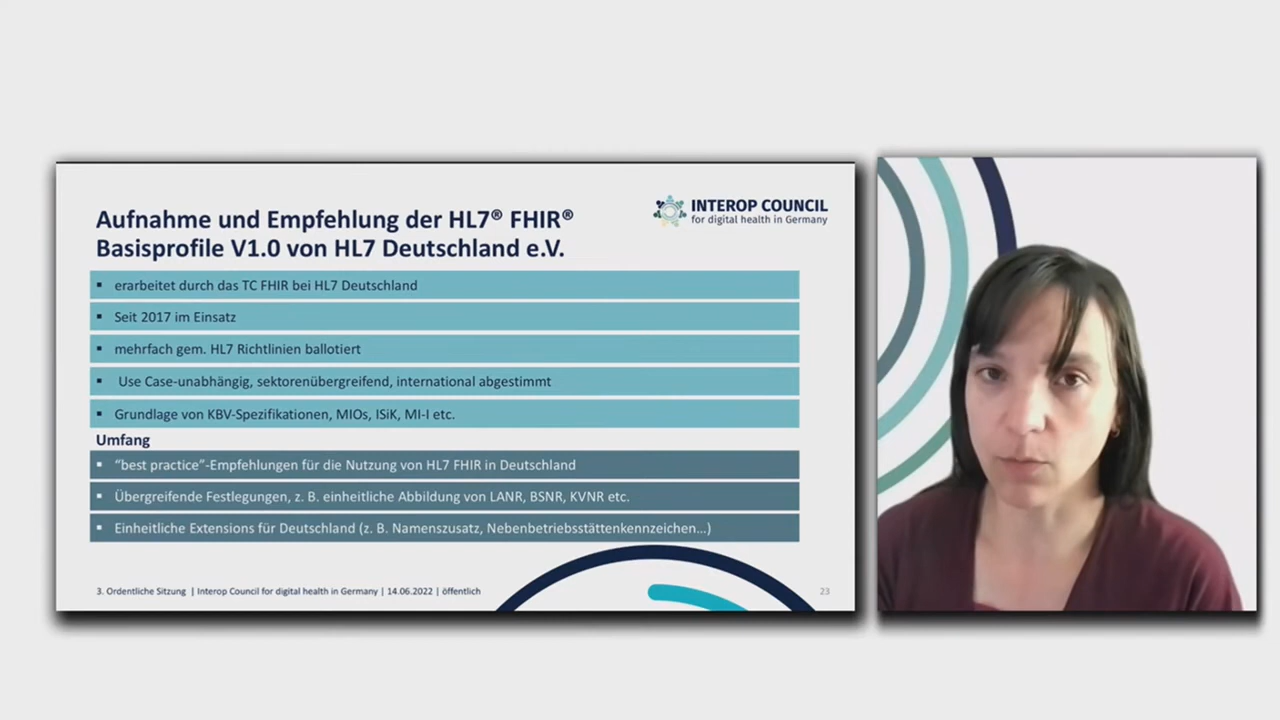 Aufnahme und Empfehlung der HL7® FHIR®
Basisprofile V1.0 von HL7 Deutschland e.V.
INTEROP COUNCIL
for digital health in Germany
▪ erarbeitet durch das TC FHIR bei HL7 Deutschland
▪ Seit 2017 im Einsatz
▪ mehrfach gem. HL7 Richtlinien ballotiert
▪ Use Case-unabhängig, sektorenübergreifend, international abgestimmt
▪ Grundlage von KBV-Spezifikationen, MIOs, ISiK, MI-I etc.
Umfang
▪ “best practice”-Empfehlungen für die Nutzung von HL7 FHIR in Deutschland
▪ Übergreifende Festlegungen, z. B. einheitliche Abbildung von LANR, BSNR, KVNR etc.
▪ Einheitliche Extensions für Deutschland (z. B. Namenszusatz, Nebenbetriebsstättenkennzeichen…)
3. Ordentliche Sitzung | Interop Council for digital health in Germany | 14.06.2022 | öffentlich
23